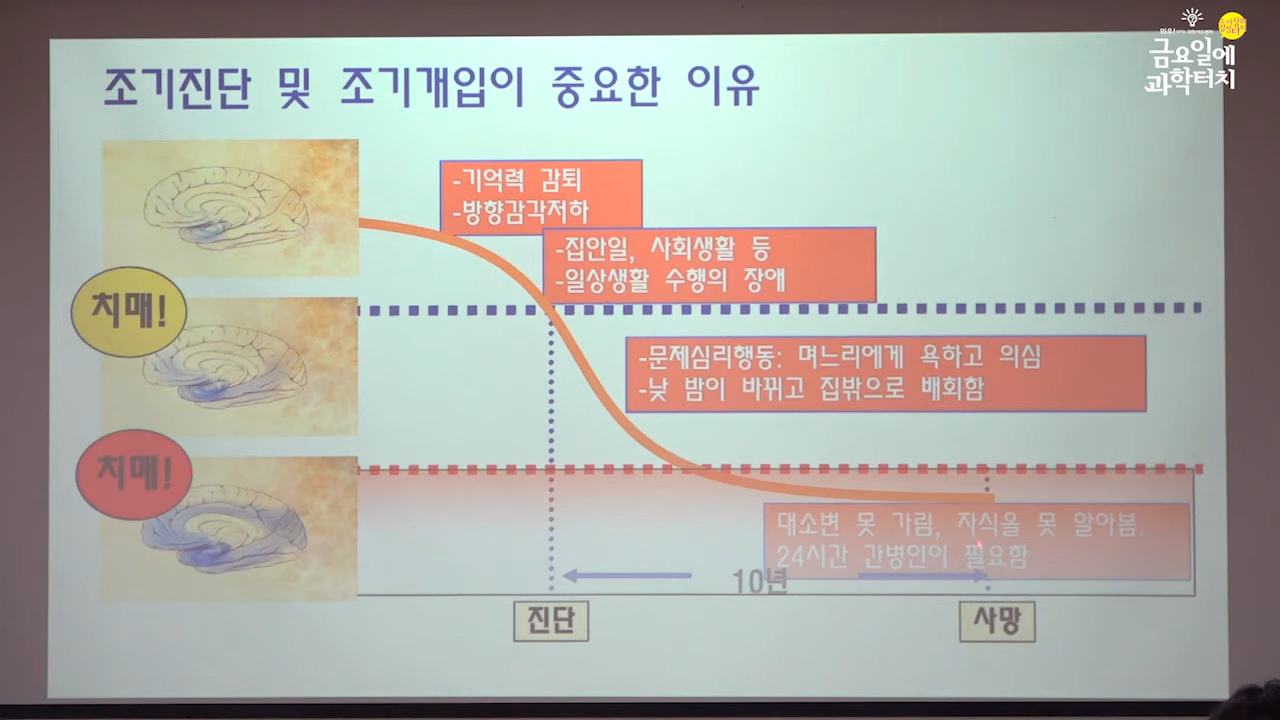 금요일에
과학터치
조기진단 및 조기개입이 중요한 이유
-기억력 감퇴
-방향감각저하
-집안일, 사회생활 등
-일상생활 수행의 장애
치매!
-문제심리행동: 며느리에게 욕하고 의심
-낮 밤이 바뀌고 집밖으로 배회함
치매!
대소변 못 가림, 자식을 못 알아봄.
24시간 간병인이 필요함
10년
진단
사망